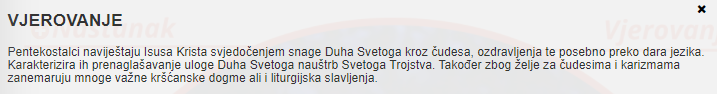 VJEROVANJE
Pentekostalci naviještaju Isusa Krista svjedočenjem snage Duha Svetoga kroz čudesa, ozdravljenja te posebno preko dara jezika.
Karakterizira ih prenaglašavanje uloge Duha Svetoga nauštrb Svetoga Trojstva. Također zbog želje za čudesima i karizmama
zanemaruju mnoge važne kršćanske dogme ali i liturgijska slavljenja.